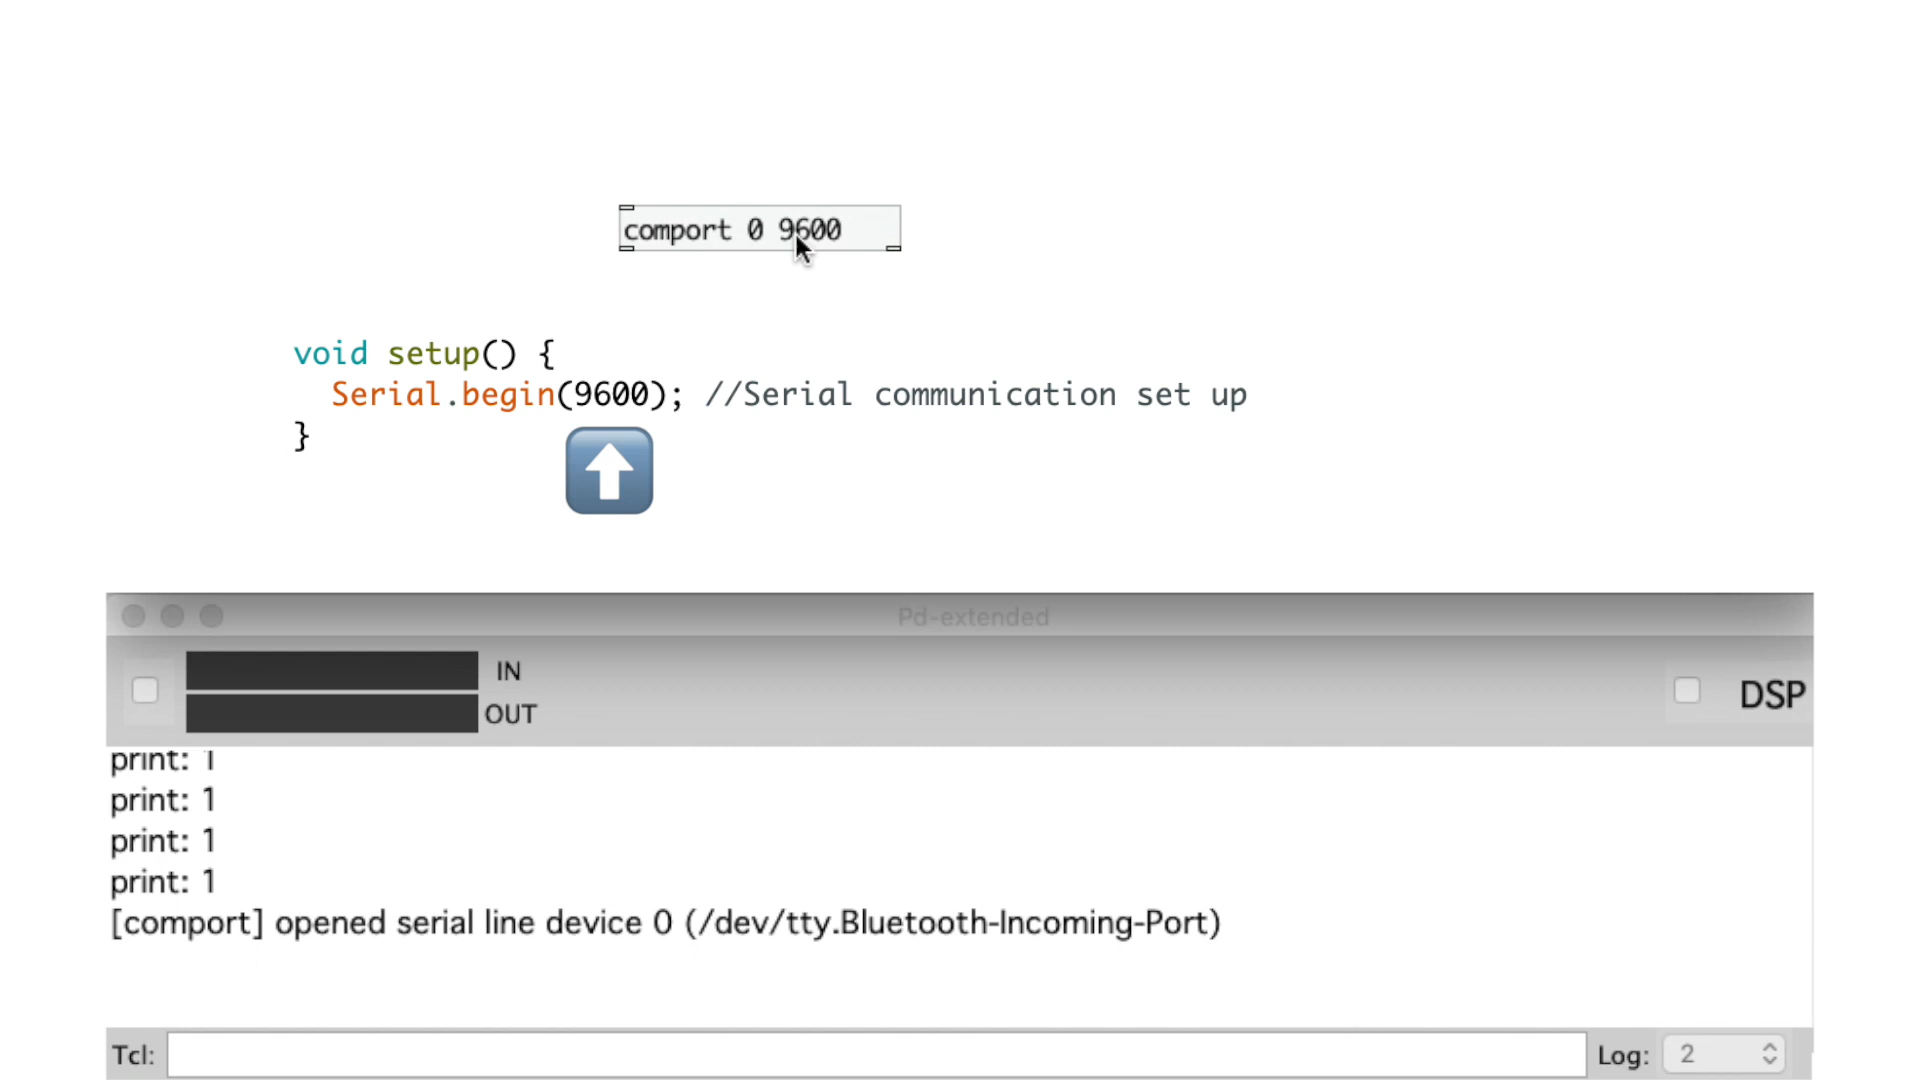 comport 0 9600
void setup() {
Serial.begin(9600); //Serial communication set up
}
Pd-extended
IN
OUT
DSP
print: 1
print: 1
print: 1
print: 1
[comport] opened serial line device 0 (/dev/tty.Bluetooth-Incoming-Port)
Tcl:
Log: 2